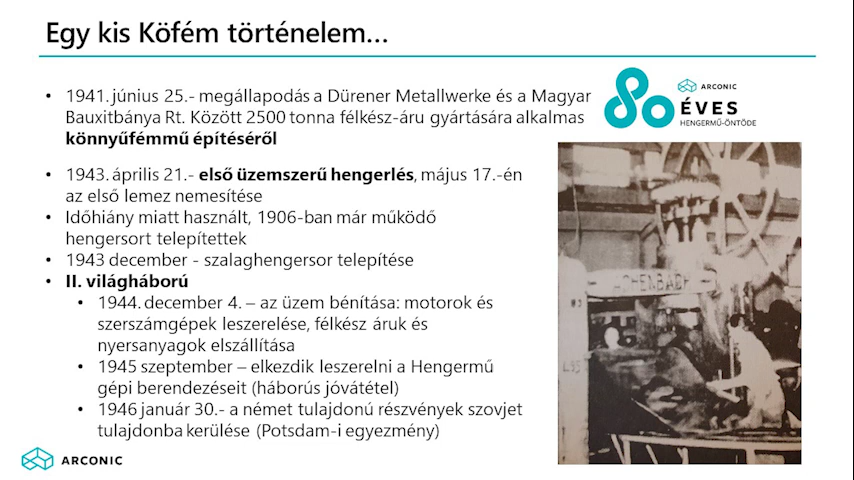 Egy kis Köfém történelem...
• 1941. június 25.- megállapodás a Dürener Metallwerke és a Magyar
Bauxitbánya Rt. Között 2500 tonna félkész-áru gyártására alkalmas
könnyűfémmű építéséről
• 1943. április 21.- első üzemszerű hengerlés, május 17.-én
az első lemez nemesítése
• Időhiány miatt használt, 1906-ban már működő
hengersort telepítettek
• 1943 december - szalaghengersor telepítése
• II. világháború
• 1944. december 4. – az üzem bénítása: motorok és
szerszámgépek leszerelése, félkész áruk és
nyersanyagok elszállítása
• 1945 szeptember – elkezdik leszerelni a Hengermű
gépi berendezéseit (háborús jóvátétel)
• 1946 január 30.- a német tulajdonú részvények szovjet
tulajdonba kerülése (Potsdam-i egyezmény)
80
ARCONIC
ÉVES
HENGERMŰ-ÖNTÖDE
ACHENBACH
ARCONIC